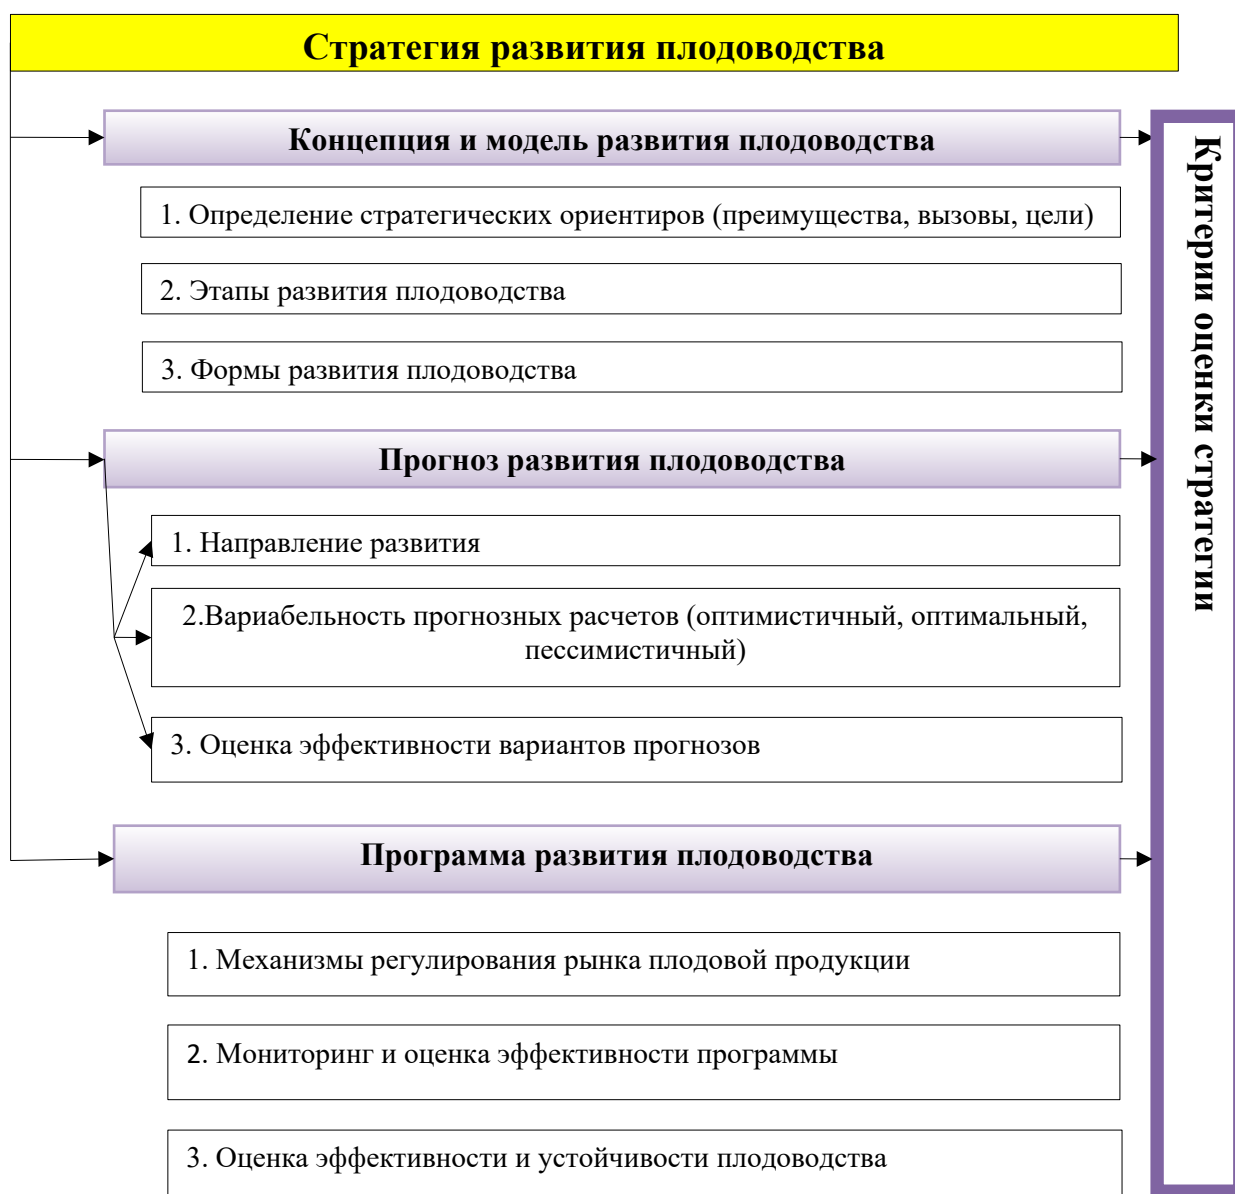 Стратегия развития плодоводства
Концепция и модель развития плодоводства
1. Определение стратегических ориентиров (преимущества, вызовы, цели)
2. Этапы развития плодоводства
3. Формы развития плодоводства
Прогноз развития плодоводства
1. Направление развития
2.Вариабельность прогнозных расчетов (оптимистичный, оптимальный,
пессимистичный)
3. Оценка эффективности вариантов прогнозов
Программа развития плодоводства
1. Механизмы регулирования рынка плодовой продукции
2. Мониторинг и оценка эффективности программы
3. Оценка эффективности и устойчивости плодоводства
Критерии оценки стратегии